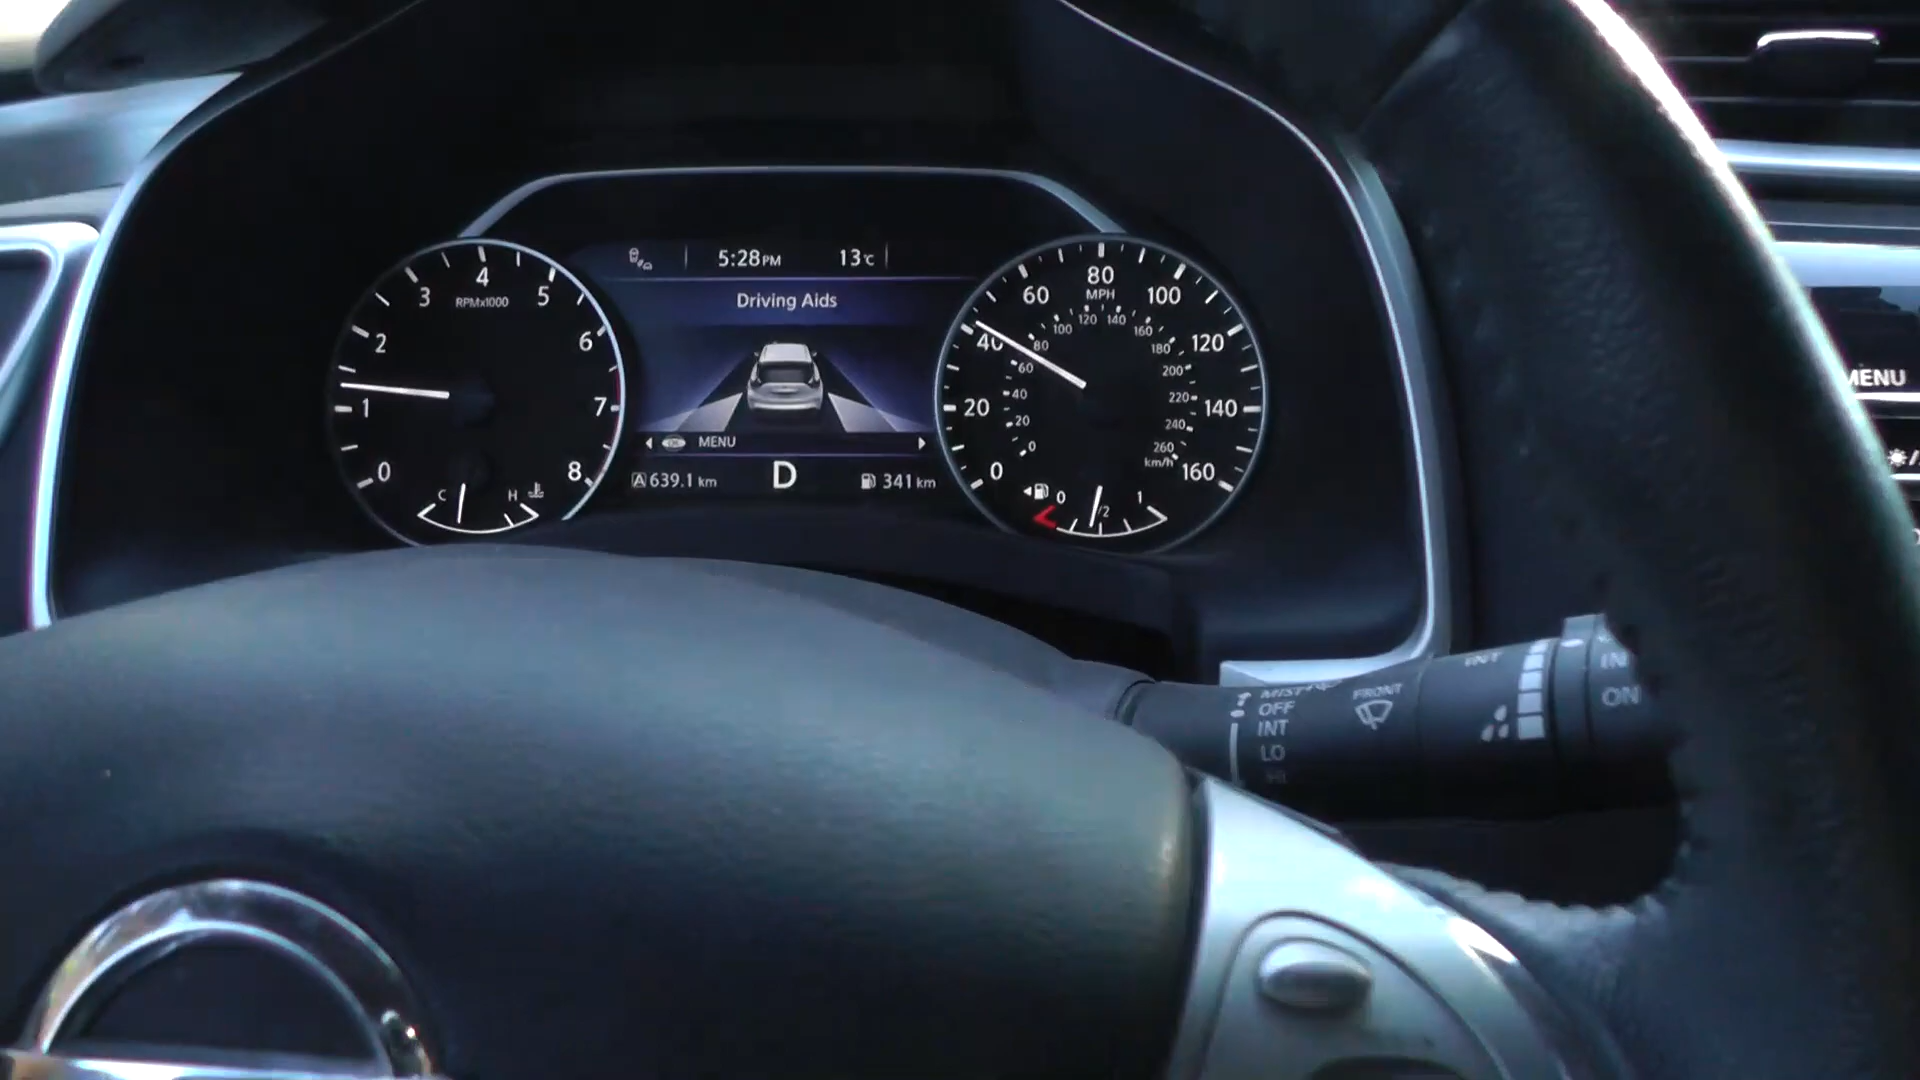 4
3
5
RPMx1000
2
6
1
7
0
8
C
H
5:28PM
13°C
Driving Aids
OK
MENU
A 639.1 km
D
341 km
80
60
MPH
100
40
120
20
140
0
160
120
140
100
160
80
180
60
200
40
220
20
240
0
260
km/h
0
1/2
1
MENU
MIST
OFF
INT
LO
HI
FRONT
INT
ON